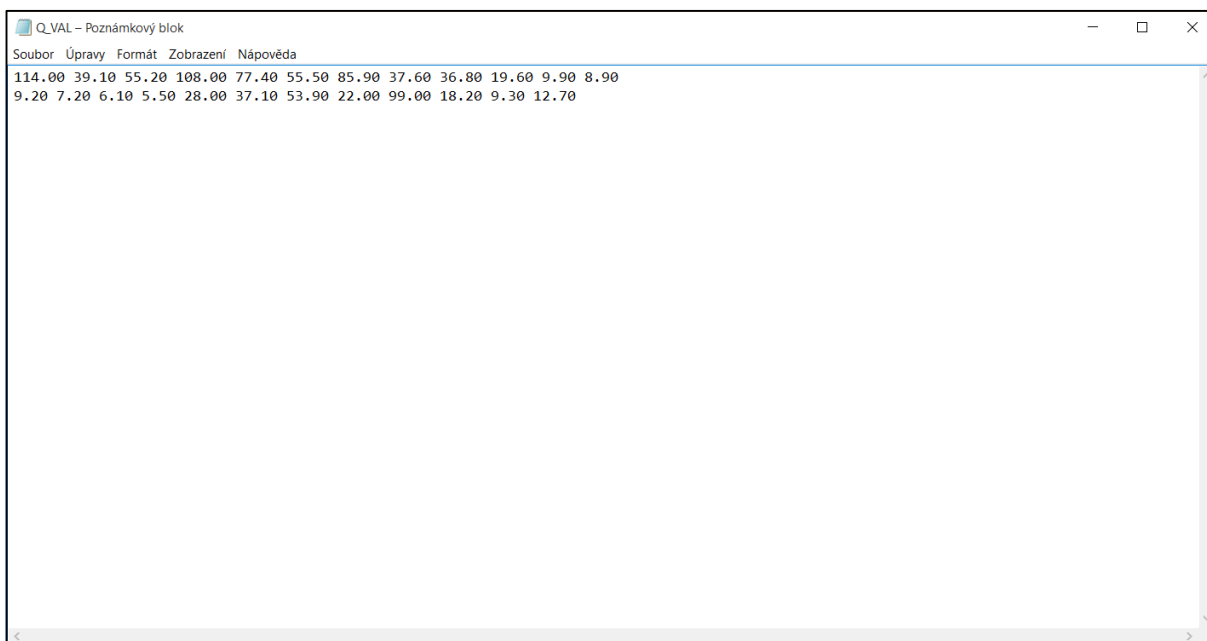 Q_VAL – Poznámkový blok
Soubor Úpravy Formát Zobrazení Nápověda
114.00 39.10 55.20 108.00 77.40 55.50 85.90 37.60 36.80 19.60 9.90 8.90
9.20 7.20 6.10 5.50 28.00 37.10 53.90 22.00 99.00 18.20 9.30 12.70